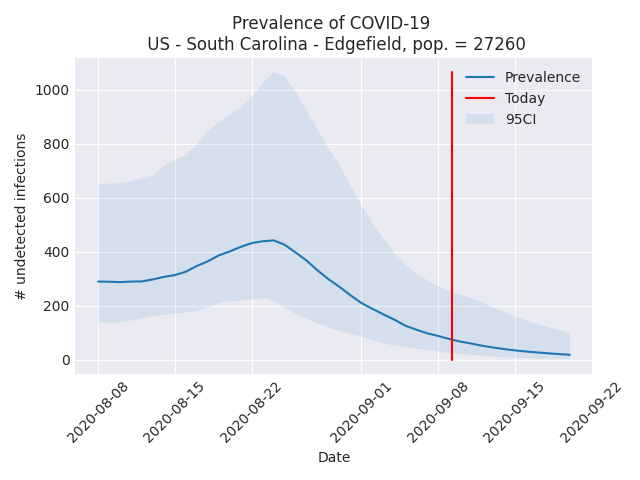 Prevalence of COVID-19
US - South Carolina - Edgefield, pop. = 27260
Prevalence
Today
95CI
# undetected infections
1000
800
600
400
200
0
2020-08-08
2020-08-15
2020-08-22
2020-09-01
2020-09-08
2020-09-15
2020-09-22
Date